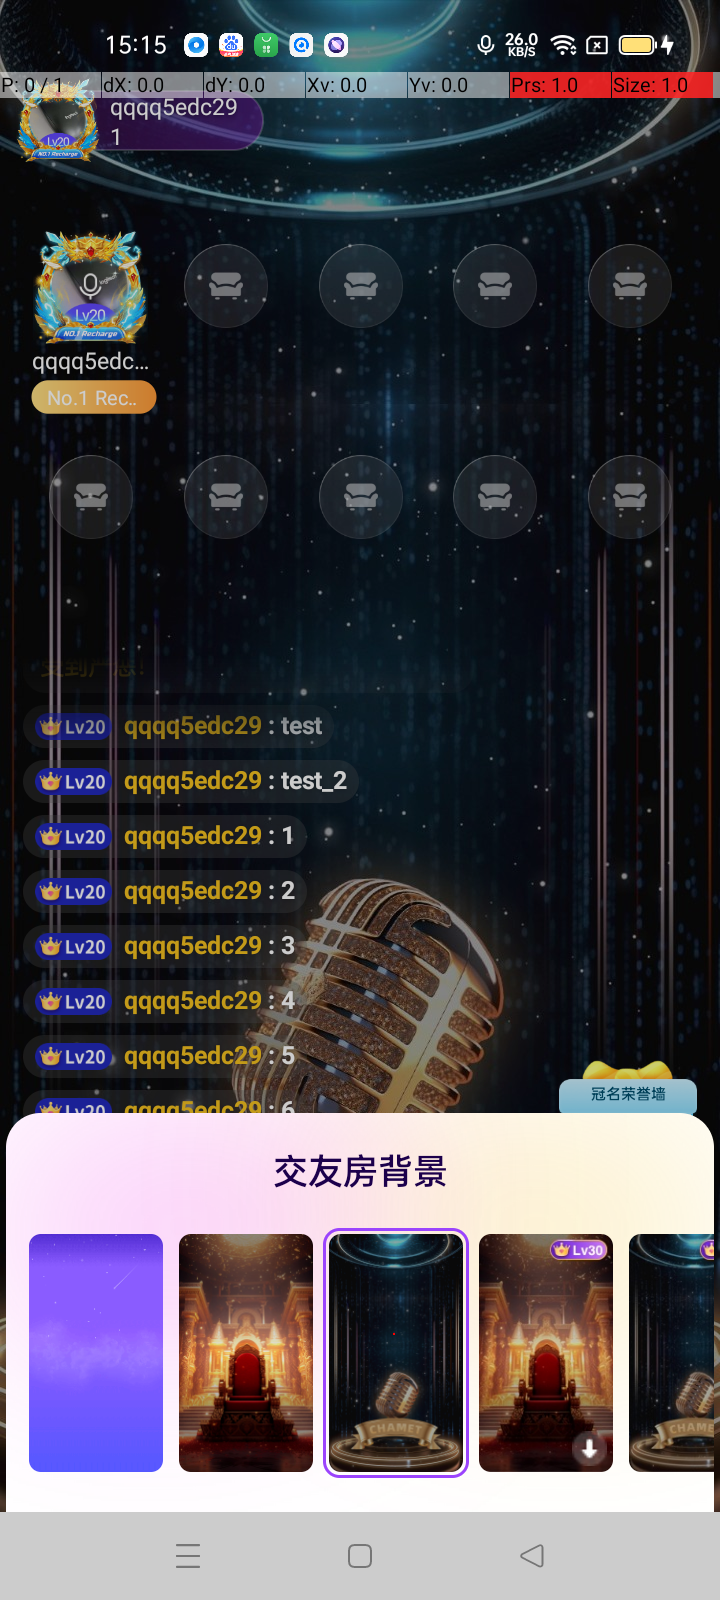 15:15
26.0
KB/S
P: 0 / 1
dX: 0.0
dY: 0.0
Xv: 0.0
Yv: 0.0
Prs: 1.0
Size: 1.0
qqqq5edc29
1
Lv20
NO.1 Recharge
Lv20
NO.1 Recharge
qqqq5edc...
No.1 Rec..
Lv20 qqqq5edc29 : test
Lv20 qqqq5edc29 : test_2
Lv20 qqqq5edc29 : 1
Lv20 qqqq5edc29 : 2
Lv20 qqqq5edc29 : 3
Lv20 qqqq5edc29 : 4
Lv20 qqqq5edc29 : 5
Lv20 qqqq5edc29 : 6
冠名荣誉墙
交友房背景
Lv30
CHAMET
CHAME